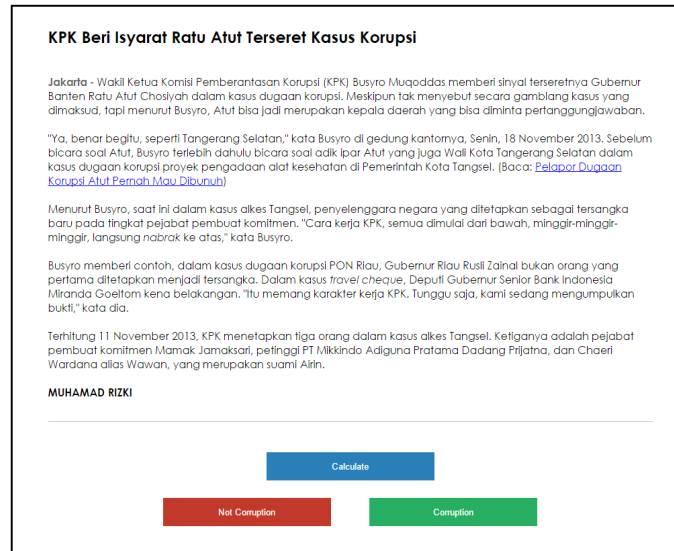 KPK Beri Isyarat Ratu Atut Terseret Kasus Korupsi
Jakarta - Wakil Ketua Komisi Pemberantasan Korupsi (KPK) Busyro Muqoddas memberi sinyal terseretnya Gubernur
Banten Ratu Atut Chosiyah dalam kasus dugaan korupsi. Meskipun tak menyebut secara gamblang kasus yang
dimaksud, tapi menurut Busyro, Atut bisa jadi merupakan kepala daerah yang bisa diminta pertanggungjawaban.
"Ya, benar begitu, seperti Tangerang Selatan," kata Busyro di gedung kantornya, Senin, 18 November 2013. Sebelum
bicara soal Atut, Busyro terlebih dahulu bicara soal adik ipar Atut yang juga Wali Kota Tangerang Selatan dalam
kasus dugaan korupsi proyek pengadaan alat kesehatan di Pemerintah Kota Tangsel. (Baca: Pelapor Dugaan
Korupsi Atut Pernah Mau Dibunuh)
Menurut Busyro, saat ini dalam kasus alkes Tangsel, penyelenggara negara yang ditetapkan sebagai tersangka
baru pada tingkat pejabat pembuat komitmen. "Cara kerja KPK, semua dimulai dari bawah, minggir-minggir-
minggir, langsung nabrak ke atas," kata Busyro.
Busyro memberi contoh, dalam kasus dugaan korupsi PON Riau, Gubernur Riau Rusli Zainal bukan orang yang
pertama ditetapkan menjadi tersangka. Dalam kasus travel cheque, Deputi Gubernur Senior Bank Indonesia
Miranda Goeltom kena belakangan. "Itu memang karakter kerja KPK. Tunggu saja, kami sedang mengumpulkan
bukti," kata dia.
Terhitung 11 November 2013, KPK menetapkan tiga orang dalam kasus alkes Tangsel. Ketiganya adalah pejabat
pembuat komitmen Mamak Jamaksari, petinggi PT Mikkindo Adiguna Pratama Dadang Prijatna, dan Chaeri
Wardana alias Wawan, yang merupakan suami Airin.
MUHAMAD RIZKI
Calculate
Not Corruption
Corruption